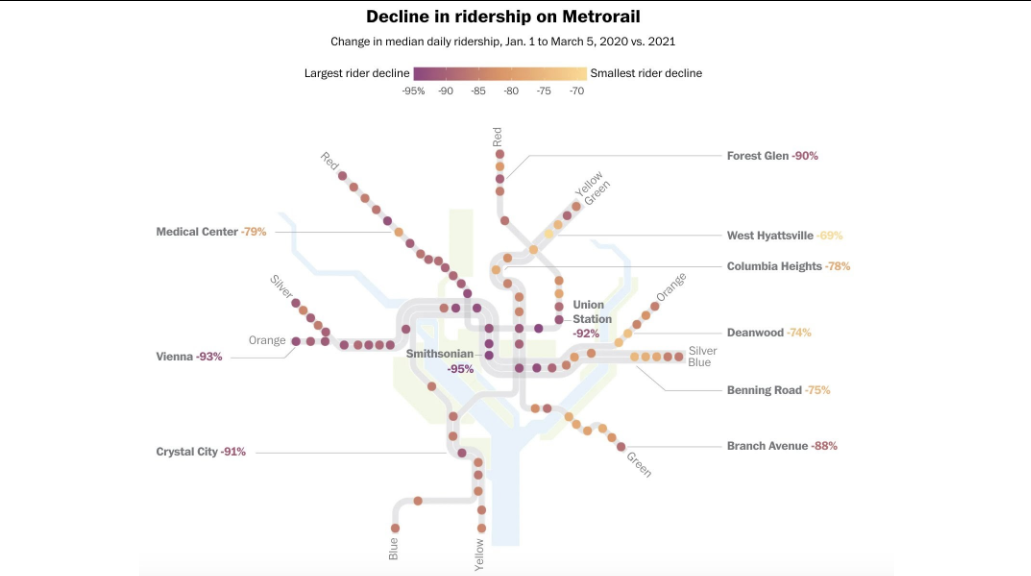 Decline in ridership on Metrorail
Change in median daily ridership, Jan. 1 to March 5, 2020 vs. 2021
Largest rider decline
Smallest rider decline
-95% -90 -85 -80 -75 -70
Red
Red
Forest Glen -90%
Yellow
Green
Medical Center -79%
West Hyattsville -69%
Columbia Heights -78%
Silver
Orange
Union
Station
-92%
Orange
Deanwood -74%
Vienna -93%
Smithsonian
-95%
Silver
Blue
Benning Road -75%
Crystal City -91%
Branch Avenue -88%
Green
Blue
Yellow